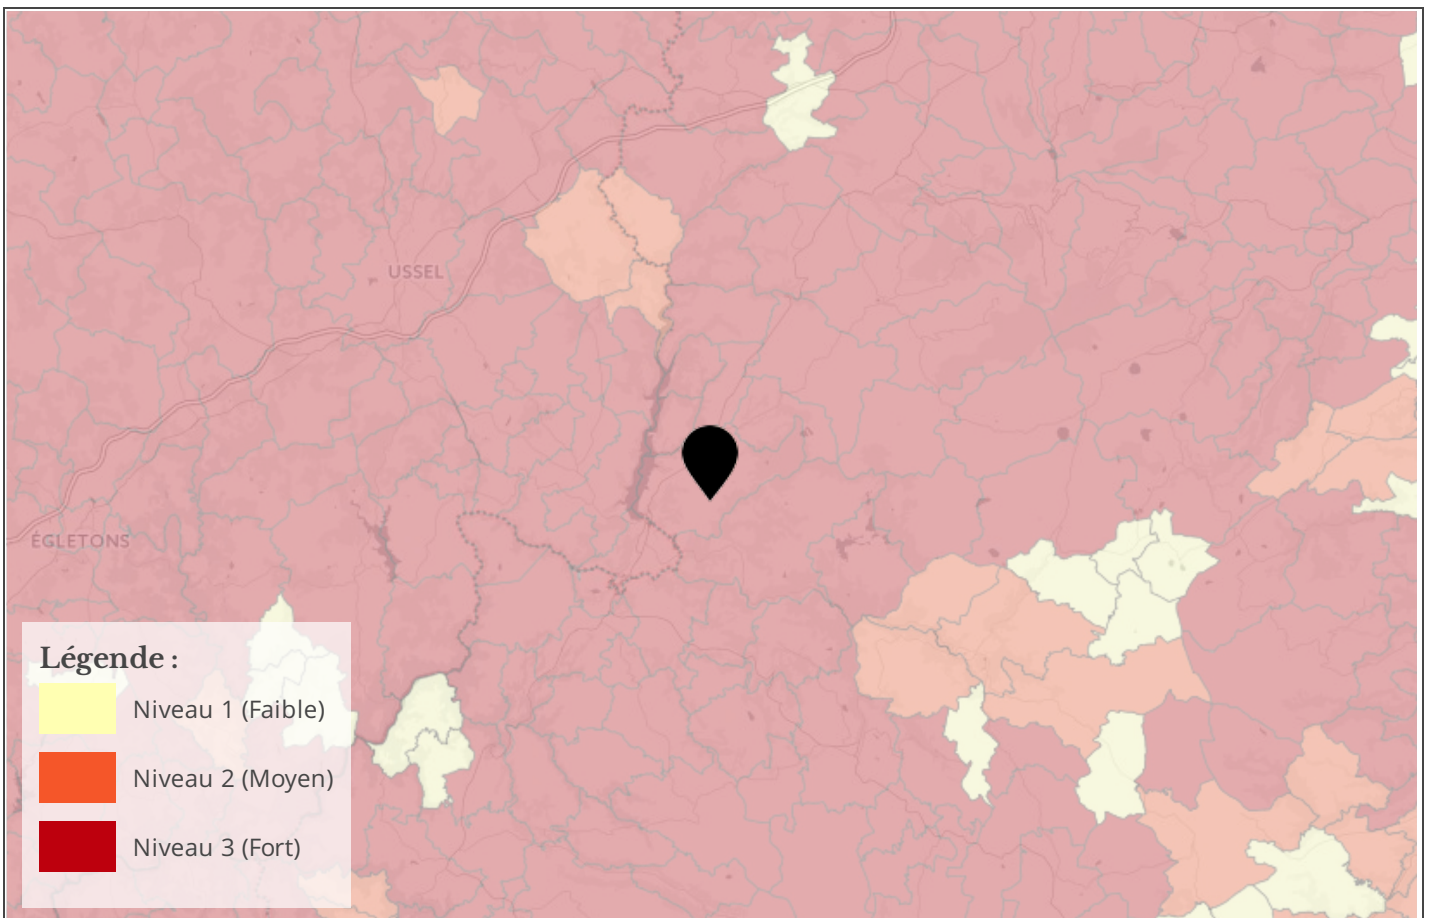 USSEL
ÉGLETONS
Légende :
Niveau 1 (Faible)
Niveau 2 (Moyen)
Niveau 3 (Fort)